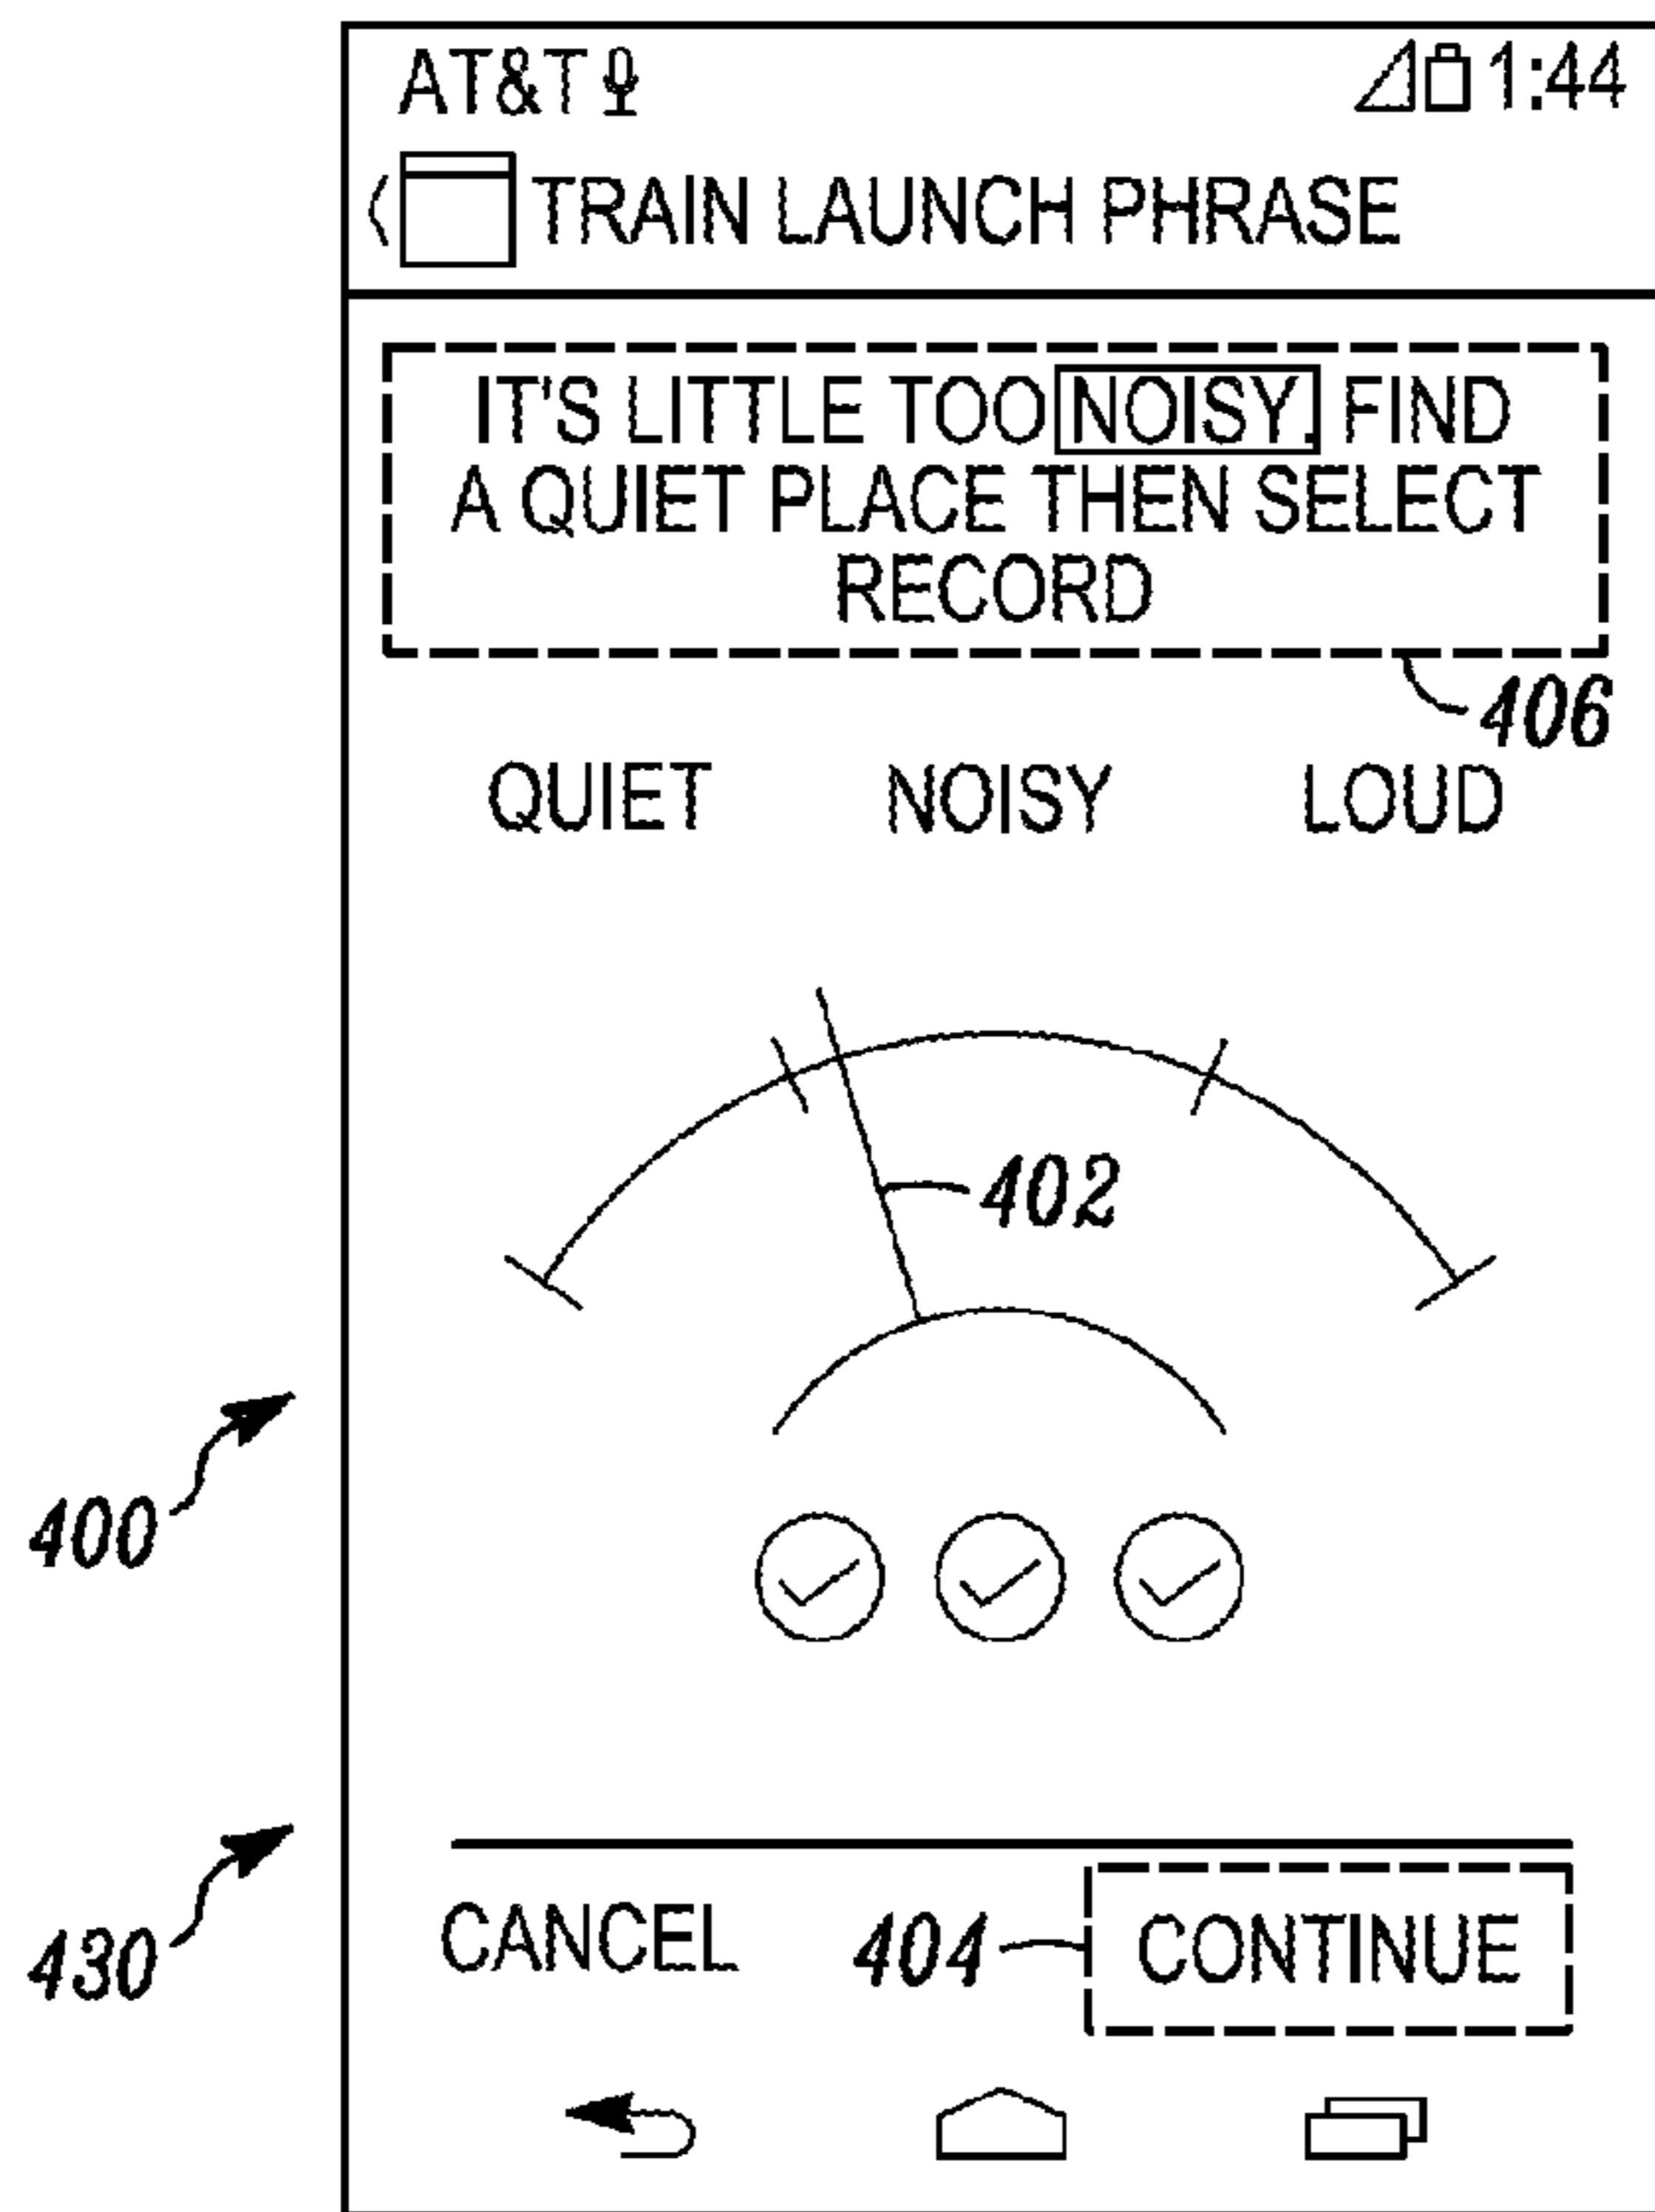 AT&T 1:44
TRAIN LAUNCH PHRASE
IT'S LITTLE TOO NOISY. FIND
A QUIET PLACE THEN SELECT
RECORD
406
QUIET NOISY LOUD
402
400
430
CANCEL 404 CONTINUE